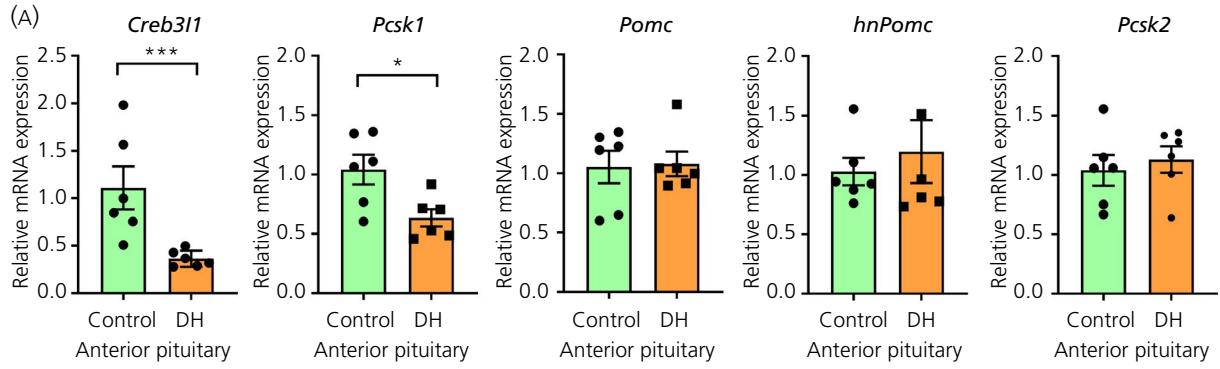 (A)
Creb3l1
Relative mRNA expression
2.5
2.0
1.5
1.0
0.5
0.0
***
Control DH
Anterior pituitary
Pcsk1
Relative mRNA expression
2.0
1.5
1.0
0.5
0.0
*
Control DH
Anterior pituitary
Pomc
Relative mRNA expression
2.0
1.5
1.0
0.5
0.0
Control DH
Anterior pituitary
hnPomc
Relative mRNA expression
2.0
1.5
1.0
0.5
0.0
Control DH
Anterior pituitary
Pcsk2
Relative mRNA expression
2.0
1.5
1.0
0.5
0.0
Control DH
Anterior pituitary